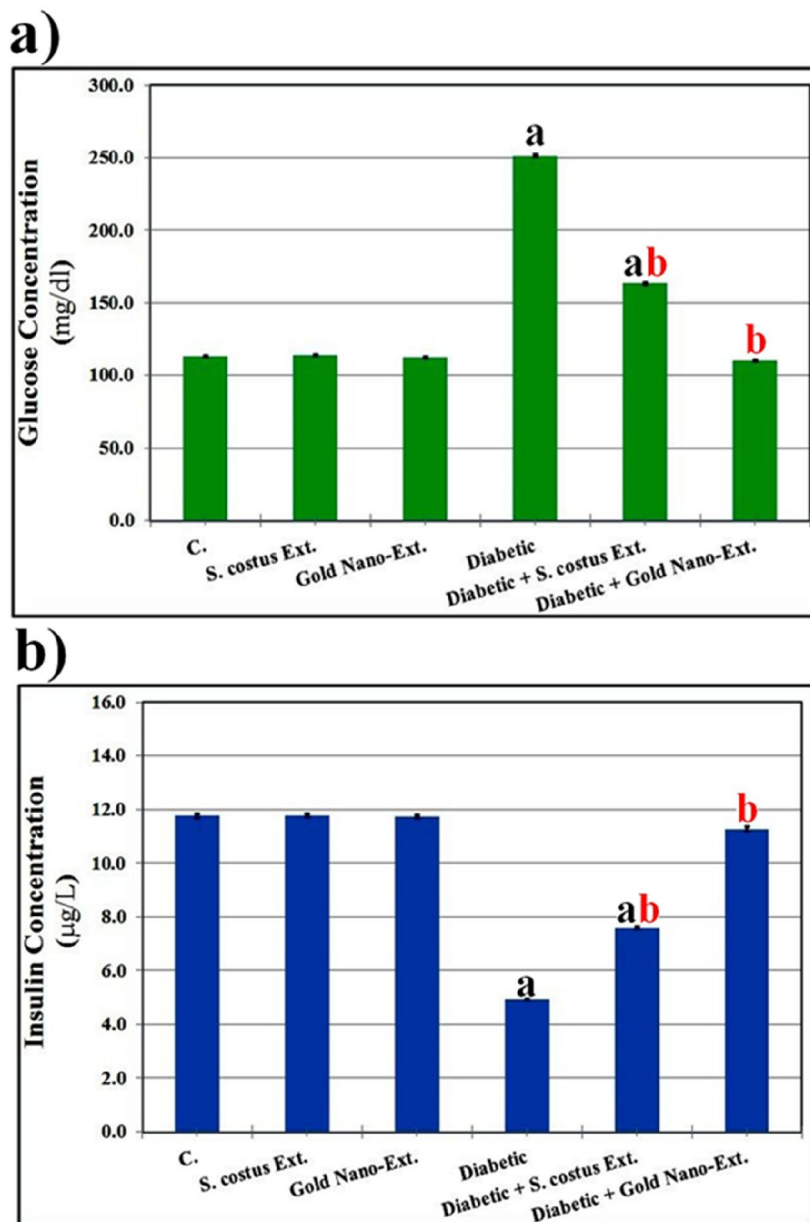 a)
Glucose Concentration
(mg/dl)
300.0
250.0
200.0
150.0
100.0
50.0
0.0
a
ab
b
C.
S. costus Ext.
Gold Nano-Ext.
Diabetic
Diabetic + S. costus Ext.
Diabetic + Gold Nano-Ext.
b)
Insulin Concentration
(µg/L)
16.0
14.0
12.0
10.0
8.0
6.0
4.0
2.0
0.0
a
ab
b
C.
S. costus Ext.
Gold Nano-Ext.
Diabetic
Diabetic + S. costus Ext.
Diabetic + Gold Nano-Ext.